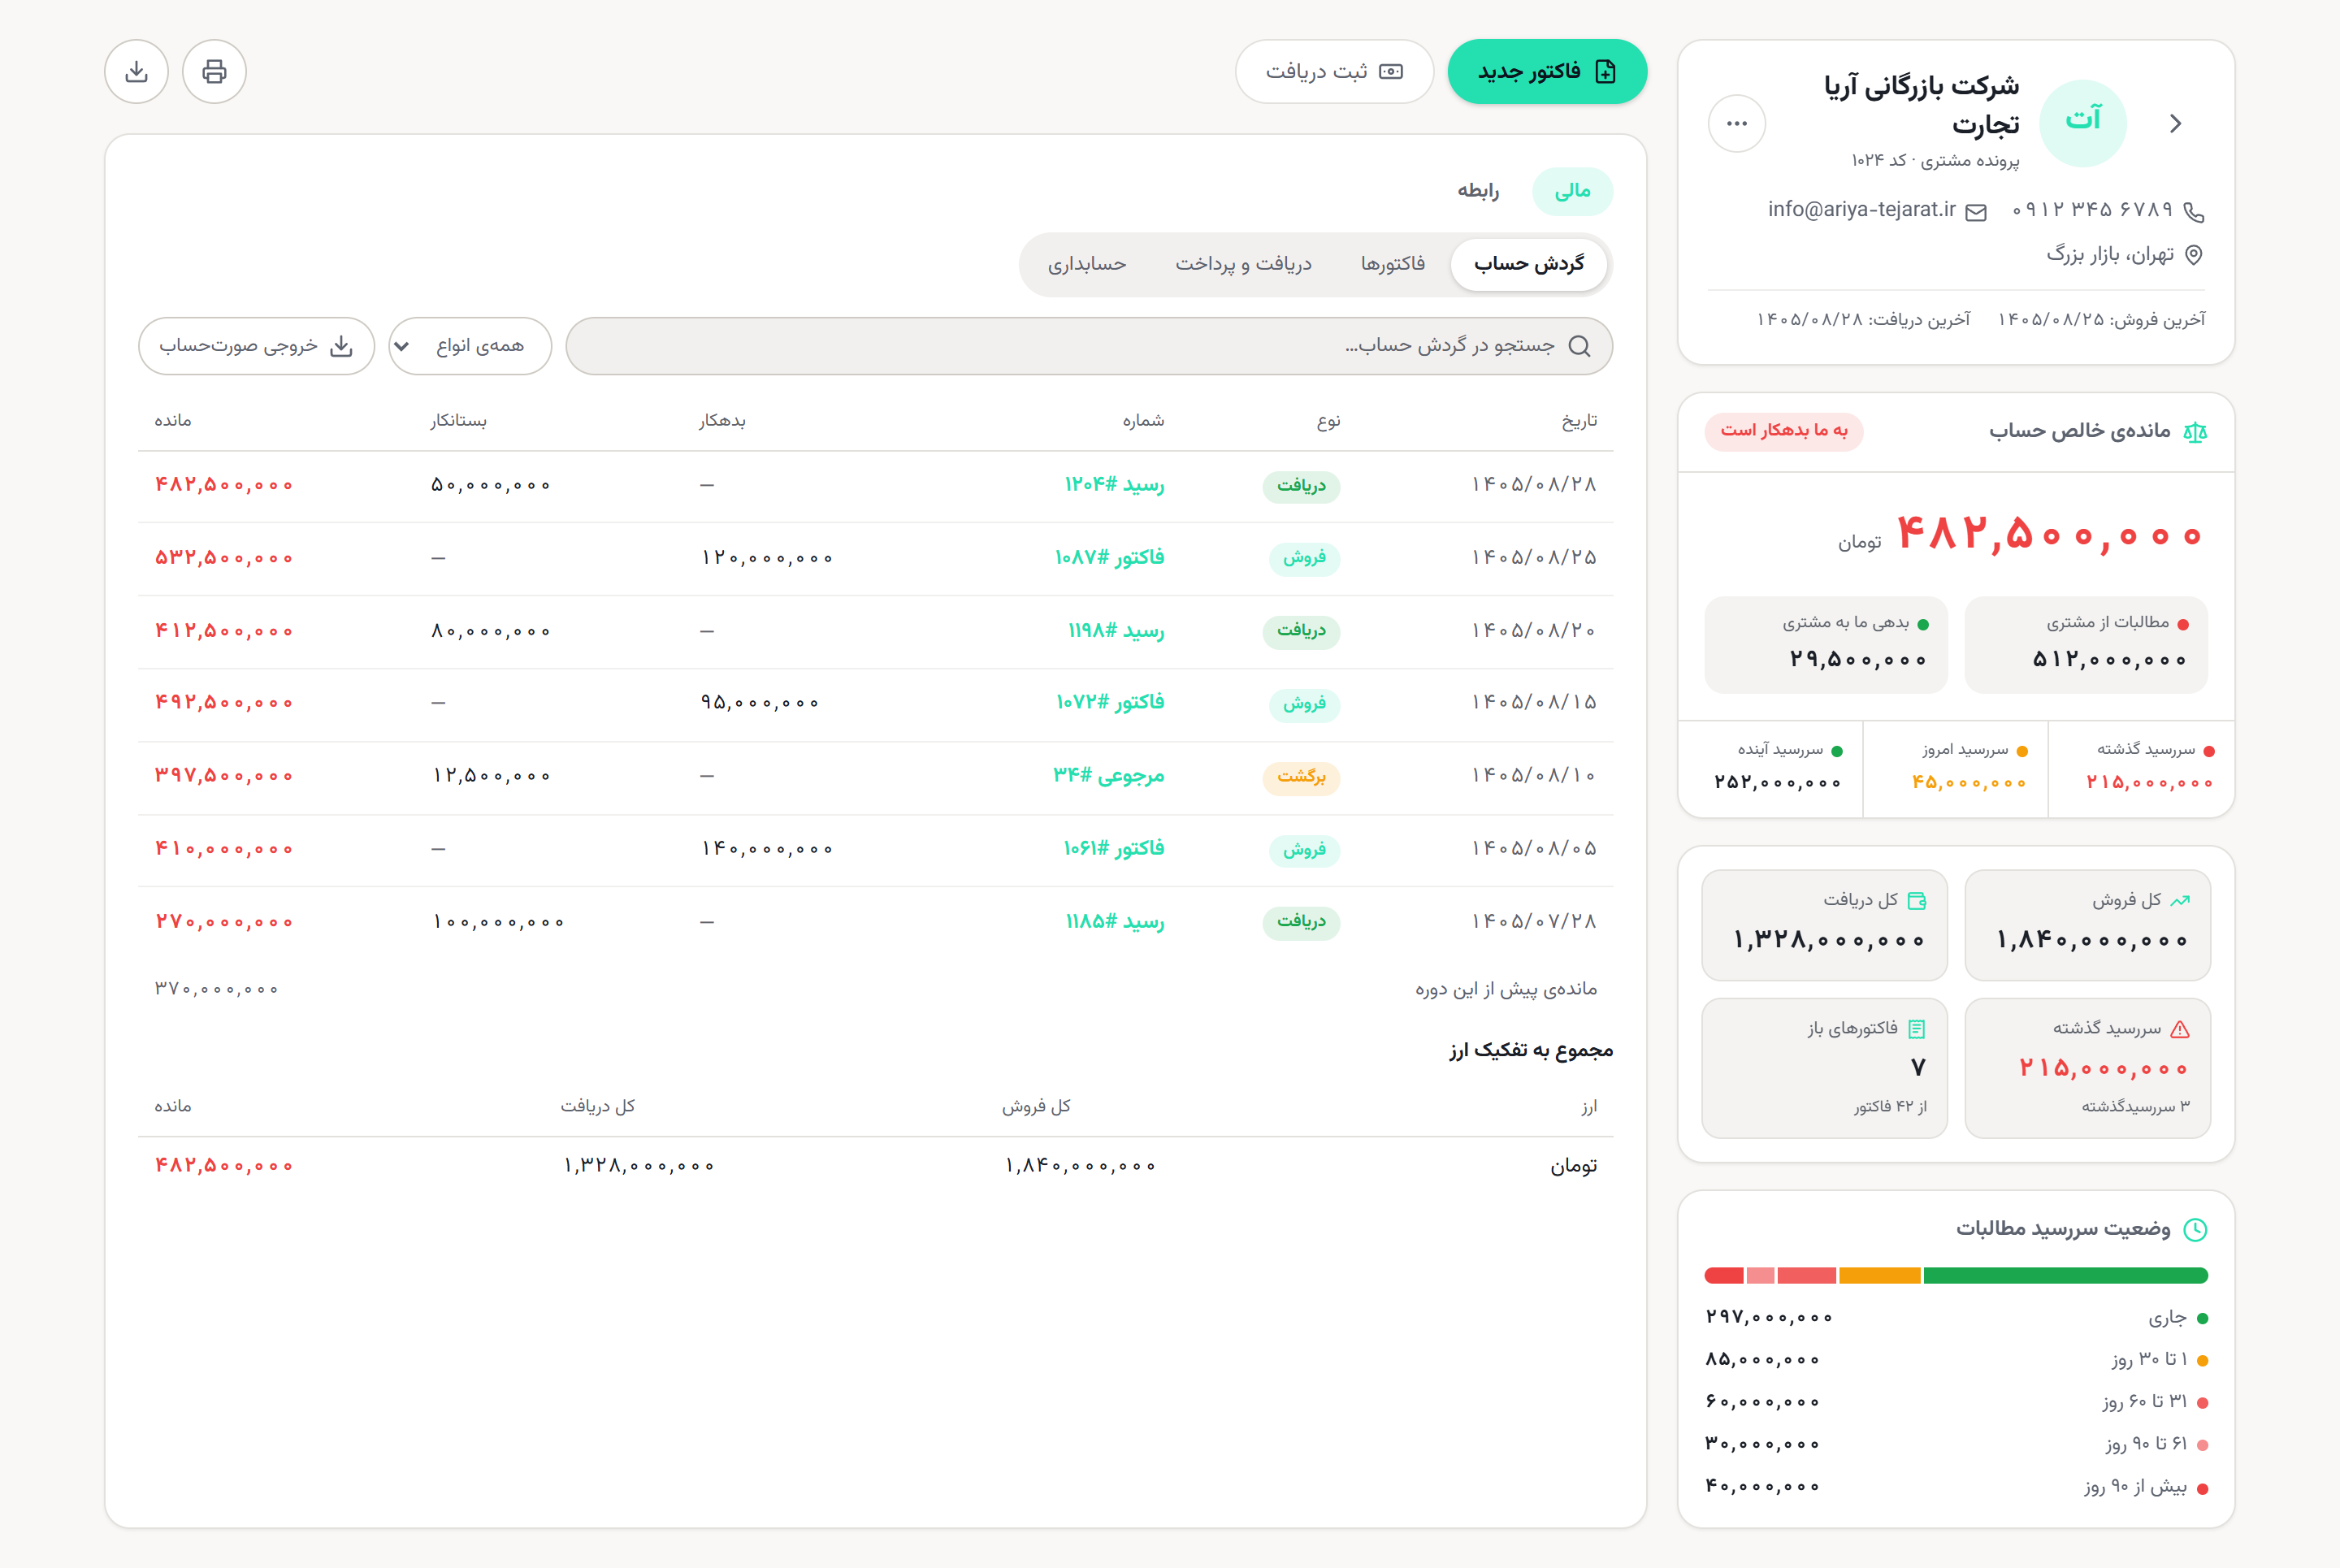 شرکت بازرگانی آریا
تجارت
آت
پرونده مشتری · کد ۱۰۲۴
۰۹۱۲ ۳۴۵ ۶۷۸۹
info@ariya-tejarat.ir
تهران، بازار بزرگ
آخرین فروش: ۱۴۰۵/۰۸/۲۵
آخرین دریافت: ۱۴۰۵/۰۸/۲۸
مانده‌ی خالص حساب
به ما بدهکار است
۴۸۲,۵۰۰,۰۰۰ تومان
مطالبات از مشتری
۵۱۲,۰۰۰,۰۰۰
بدهی ما به مشتری
۲۹,۵۰۰,۰۰۰
سررسید گذشته
۲۱۵,۰۰۰,۰۰۰
سررسید امروز
۴۵,۰۰۰,۰۰۰
سررسید آینده
۲۵۲,۰۰۰,۰۰۰
کل فروش
۱,۸۴۰,۰۰۰,۰۰۰
کل دریافت
۱,۳۲۸,۰۰۰,۰۰۰
سررسید گذشته
۲۱۵,۰۰۰,۰۰۰
۳ سررسیدگذشته
فاکتورهای باز
۷
از ۴۲ فاکتور
وضعیت سررسید مطالبات
جاری ۲۹۷,۰۰۰,۰۰۰
۱ تا ۳۰ روز ۸۵,۰۰۰,۰۰۰
۳۱ تا ۶۰ روز ۶۰,۰۰۰,۰۰۰
۶۱ تا ۹۰ روز ۳۰,۰۰۰,۰۰۰
بیش از ۹۰ روز ۴۰,۰۰۰,۰۰۰
فاکتور جدید
ثبت دریافت
مالی رابطه
گردش حساب فاکتورها دریافت و پرداخت حسابداری
جستجو در گردش حساب...
همه‌ی انواع
خروجی صورت‌حساب
تاریخ نوع شماره بدهکار بستانکار مانده
۱۴۰۵/۰۸/۲۸ دریافت رسید #۱۲۰۴ – ۵۰,۰۰۰,۰۰۰ ۴۸۲,۵۰۰,۰۰۰
۱۴۰۵/۰۸/۲۵ فروش فاکتور #۱۰۸۷ ۱۲۰,۰۰۰,۰۰۰ – ۵۳۲,۵۰۰,۰۰۰
۱۴۰۵/۰۸/۲۰ دریافت رسید #۱۱۹۸ – ۸۰,۰۰۰,۰۰۰ ۴۱۲,۵۰۰,۰۰۰
۱۴۰۵/۰۸/۱۵ فروش فاکتور #۱۰۷۲ ۹۵,۰۰۰,۰۰۰ – ۴۹۲,۵۰۰,۰۰۰
۱۴۰۵/۰۸/۱۰ برگشت مرجوعی #۳۴ – ۱۲,۵۰۰,۰۰۰ ۳۹۷,۵۰۰,۰۰۰
۱۴۰۵/۰۸/۰۵ فروش فاکتور #۱۰۶۱ ۱۴۰,۰۰۰,۰۰۰ – ۴۱۰,۰۰۰,۰۰۰
۱۴۰۵/۰۷/۲۸ دریافت رسید #۱۱۸۵ – ۱۰۰,۰۰۰,۰۰۰ ۲۷۰,۰۰۰,۰۰۰
مانده‌ی پیش از این دوره ۳۷۰,۰۰۰,۰۰۰
مجموع به تفکیک ارز
ارز کل فروش کل دریافت مانده
تومان ۱,۸۴۰,۰۰۰,۰۰۰ ۱,۳۲۸,۰۰۰,۰۰۰ ۴۸۲,۵۰۰,۰۰۰